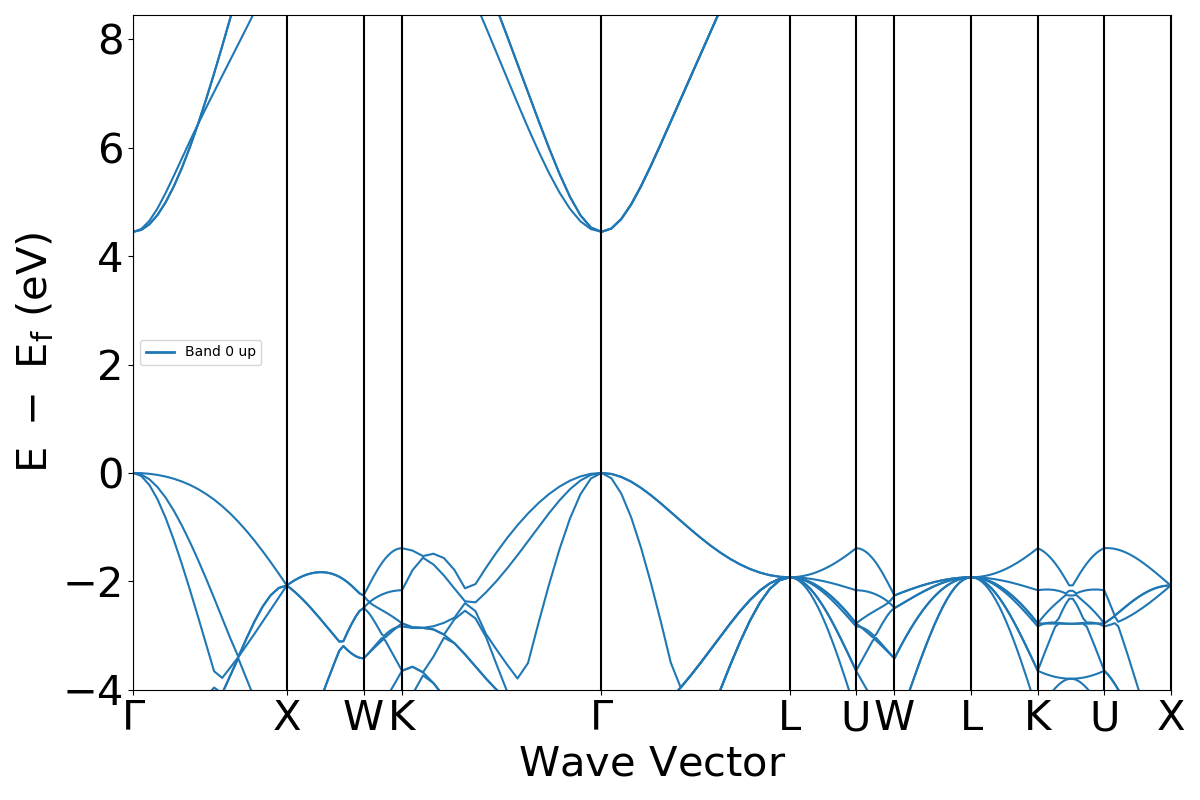 8
6
4
2
0
−2
−4
E − E_f (eV)
Band 0 up
Γ X W K Γ L U W L K U X
Wave Vector